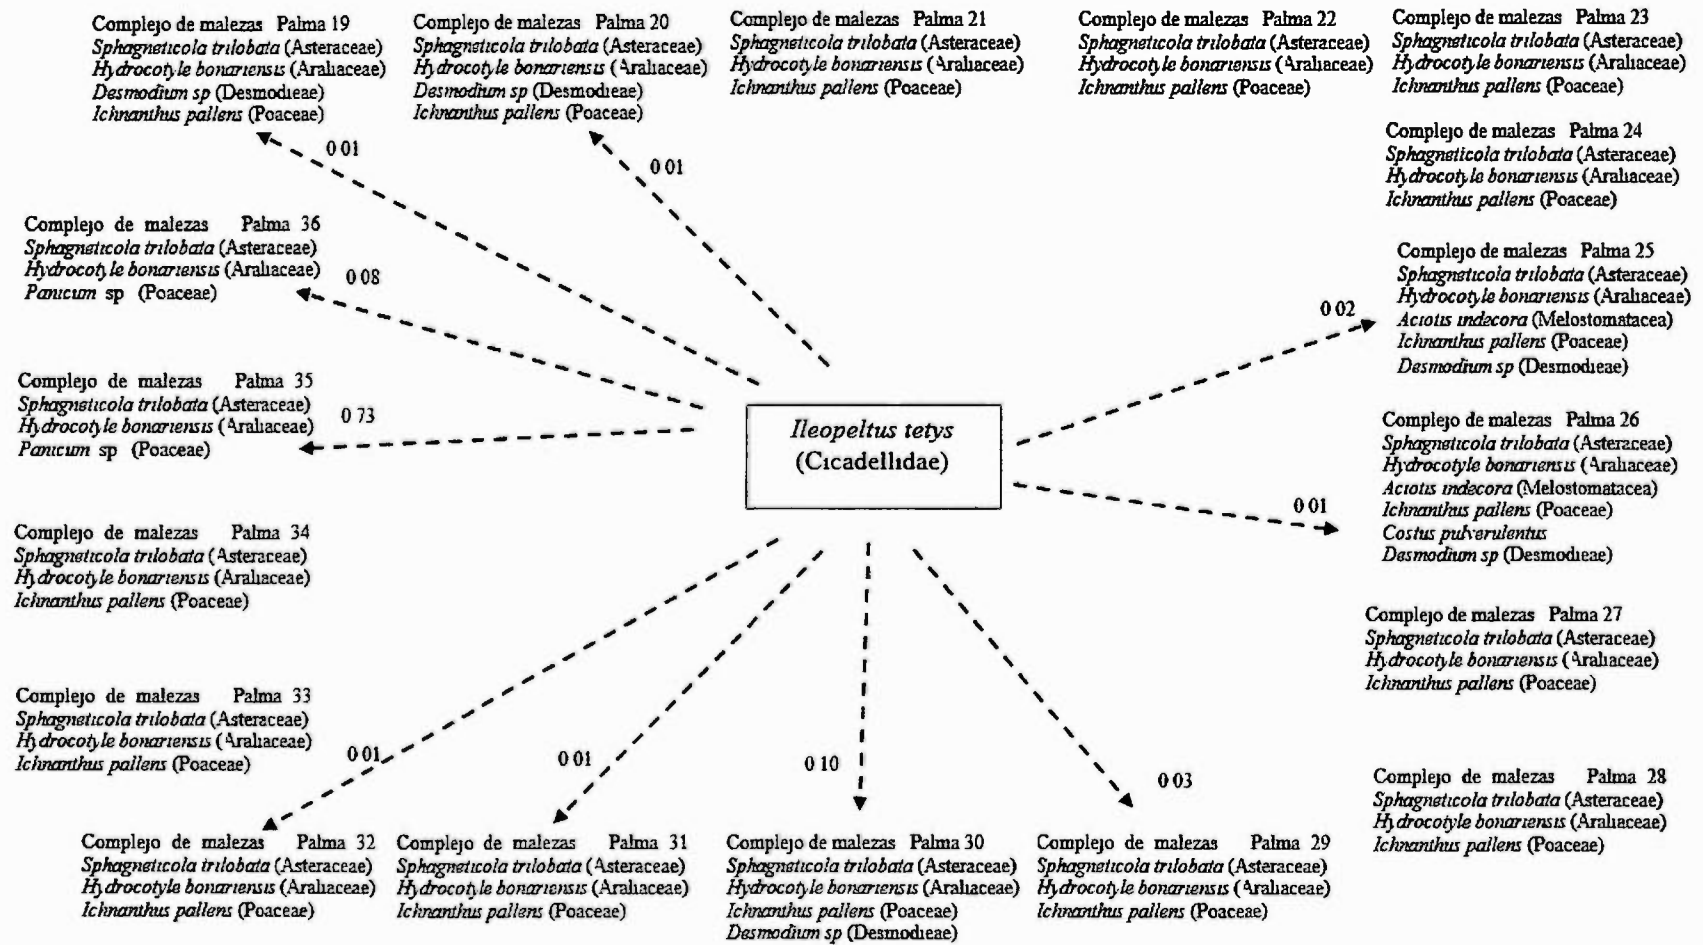 Complejo de malezas Palma 19
Sphagneticola trilobata (Asteraceae)
Hydrocotyle bonariensis (Araliaceae)
Desmodium sp (Desmodieae)
Ichnanthus pallens (Poaceae)
0 01
Complejo de malezas Palma 20
Sphagneticola trilobata (Asteraceae)
Hydrocotyle bonariensis (Araliaceae)
Desmodium sp (Desmodieae)
Ichnanthus pallens (Poaceae)
0 01
Complejo de malezas Palma 21
Sphagneticola trilobata (Asteraceae)
Hydrocotyle bonariensis (Araliaceae)
Ichnanthus pallens (Poaceae)
Complejo de malezas Palma 22
Sphagneticola trilobata (Asteraceae)
Hydrocotyle bonariensis (Araliaceae)
Ichnanthus pallens (Poaceae)
Complejo de malezas Palma 23
Sphagneticola trilobata (Asteraceae)
Hydrocotyle bonariensis (Araliaceae)
Ichnanthus pallens (Poaceae)
Complejo de malezas Palma 24
Sphagneticola trilobata (Asteraceae)
Hydrocotyle bonariensis (Araliaceae)
Ichnanthus pallens (Poaceae)
Complejo de malezas Palma 36
Sphagneticola trilobata (Asteraceae)
Hydrocotyle bonariensis (Araliaceae)
Panicum sp (Poaceae)
0 08
Complejo de malezas Palma 25
Sphagneticola trilobata (Asteraceae)
Hydrocotyle bonariensis (Araliaceae)
Aciotis indecora (Melostomatacea)
Ichnanthus pallens (Poaceae)
Desmodium sp (Desmodieae)
0 02
Complejo de malezas Palma 35
Sphagneticola trilobata (Asteraceae)
Hydrocotyle bonariensis (Araliaceae)
Panicum sp (Poaceae)
0 73
Ileopeltus tetys
(Cicadellidae)
Complejo de malezas Palma 26
Sphagneticola trilobata (Asteraceae)
Hydrocotyle bonariensis (Araliaceae)
Aciotis indecora (Melostomatacea)
Ichnanthus pallens (Poaceae)
Costus pulverulentus
Desmodium sp (Desmodieae)
0 01
Complejo de malezas Palma 34
Sphagneticola trilobata (Asteraceae)
Hydrocotyle bonariensis (Araliaceae)
Ichnanthus pallens (Poaceae)
Complejo de malezas Palma 27
Sphagneticola trilobata (Asteraceae)
Hydrocotyle bonariensis (Araliaceae)
Ichnanthus pallens (Poaceae)
Complejo de malezas Palma 33
Sphagneticola trilobata (Asteraceae)
Hydrocotyle bonariensis (Araliaceae)
Ichnanthus pallens (Poaceae)
0 01
0 01
0 10
0 03
Complejo de malezas Palma 28
Sphagneticola trilobata (Asteraceae)
Hydrocotyle bonariensis (Araliaceae)
Ichnanthus pallens (Poaceae)
Complejo de malezas Palma 32
Sphagneticola trilobata (Asteraceae)
Hydrocotyle bonariensis (Araliaceae)
Ichnanthus pallens (Poaceae)
Complejo de malezas Palma 31
Sphagneticola trilobata (Asteraceae)
Hydrocotyle bonariensis (Araliaceae)
Ichnanthus pallens (Poaceae)
Complejo de malezas Palma 30
Sphagneticola trilobata (Asteraceae)
Hydrocotyle bonariensis (Araliaceae)
Ichnanthus pallens (Poaceae)
Desmodium sp (Desmodieae)
Complejo de malezas Palma 29
Sphagneticola trilobata (Asteraceae)
Hydrocotyle bonariensis (Araliaceae)
Ichnanthus pallens (Poaceae)